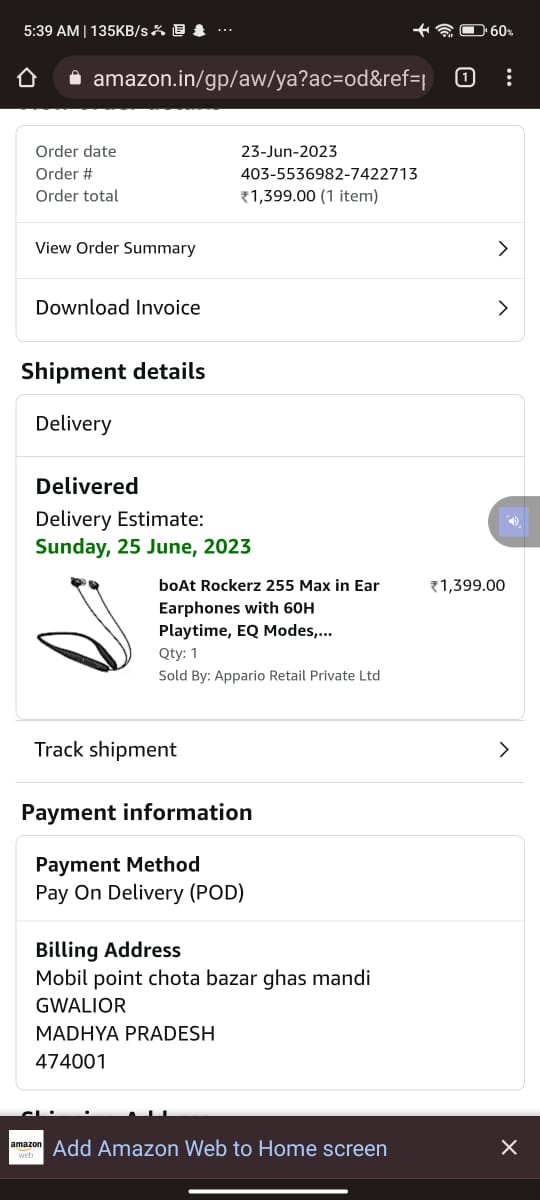 5:39 AM | 135KB/s ...
60%
amazon.in/gp/aw/ya?ac=od&ref=
1
Order date 23-Jun-2023
Order # 403-5536982-7422713
Order total ₹1,399.00 (1 item)
View Order Summary
Download Invoice
Shipment details
Delivery
Delivered
Delivery Estimate:
Sunday, 25 June, 2023
boAt Rockerz 255 Max in Ear ₹1,399.00
Earphones with 60H
Playtime, EQ Modes,...
Qty: 1
Sold By: Appario Retail Private Ltd
Track shipment
Payment information
Payment Method
Pay On Delivery (POD)
Billing Address
Mobil point chota bazar ghas mandi
GWALIOR
MADHYA PRADESH
474001
amazon
web
Add Amazon Web to Home screen